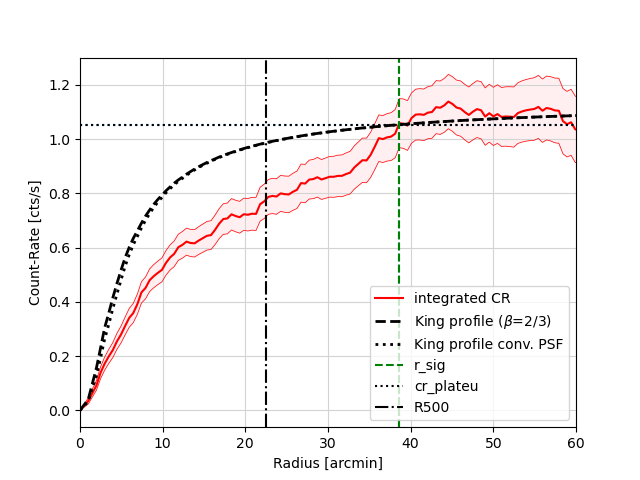 Count-Rate [cts/s]
1.2
1.0
0.8
0.6
0.4
0.2
0.0
integrated CR
King profile (β=2/3)
King profile conv. PSF
r_sig
cr_plateu
R500
0 10 20 30 40 50 60
Radius [arcmin]